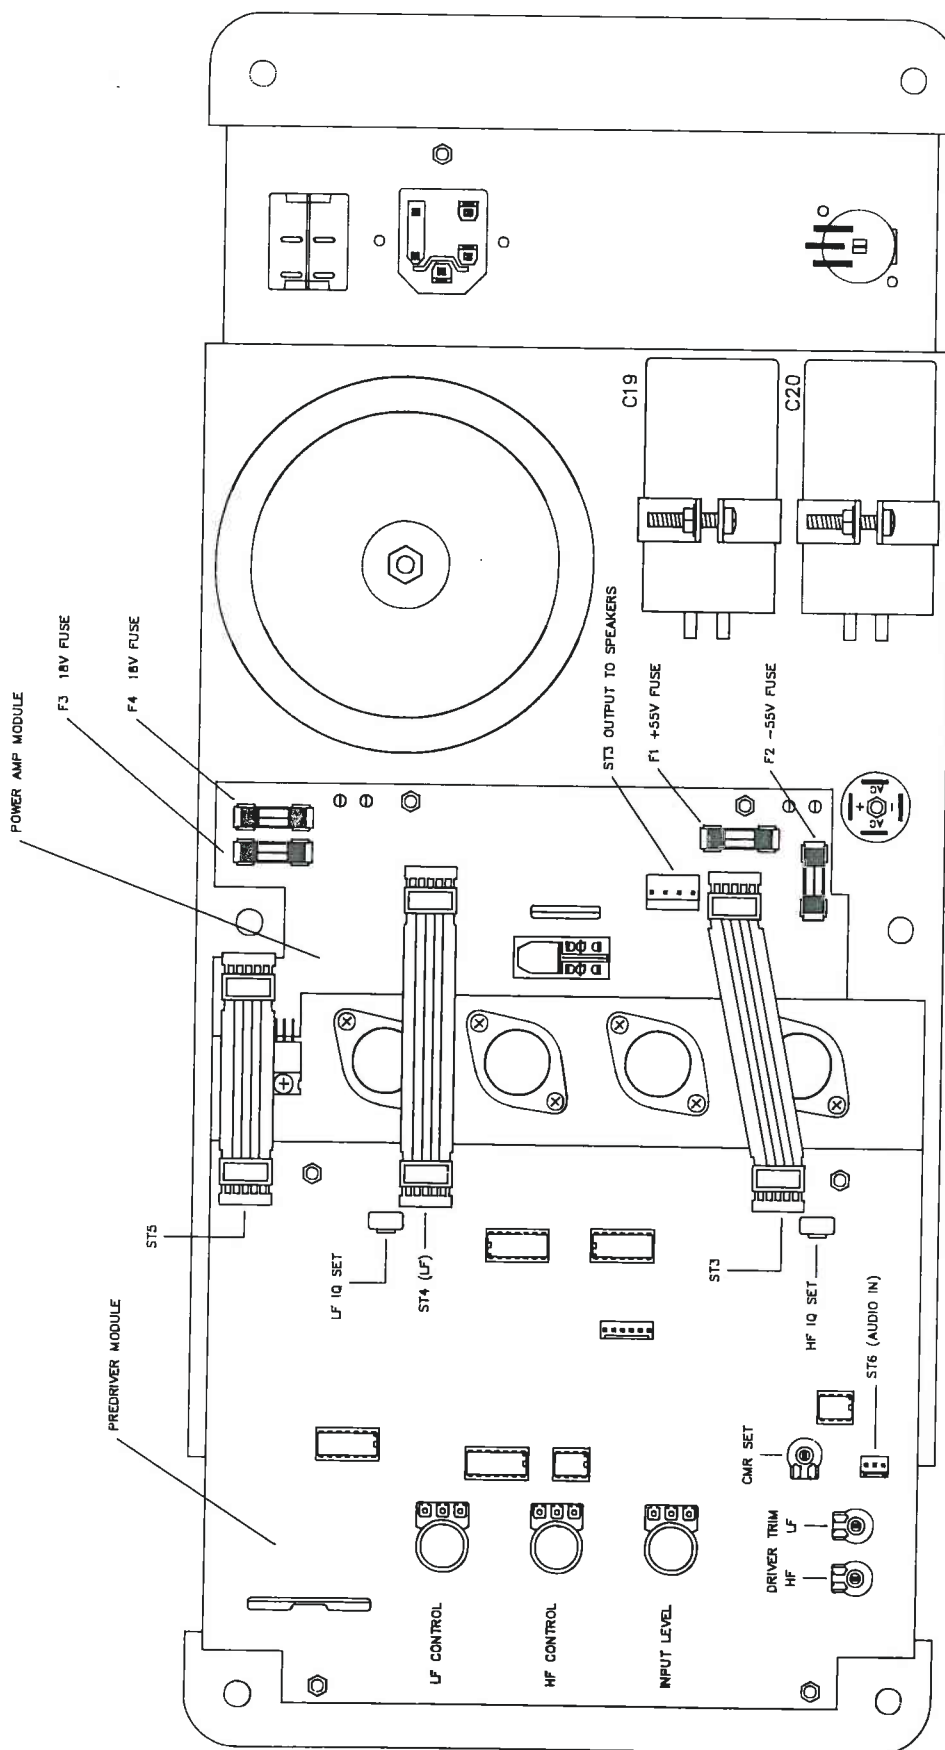 POWER AMP MODULE
F3 18V FUSE
F4 18V FUSE
C19
C20
ST3 OUTPUT TO SPEAKERS
F1 +55V FUSE
F2 -55V FUSE
+
AC
AC
-
PREDRIVER MODULE
ST5
LF IQ SET
ST4 (LF)
ST3
HF IQ SET
ST6 (AUDIO IN)
CMR SET
DRIVER TRIM
HF LF
LF CONTROL
HF CONTROL
INPUT LEVEL